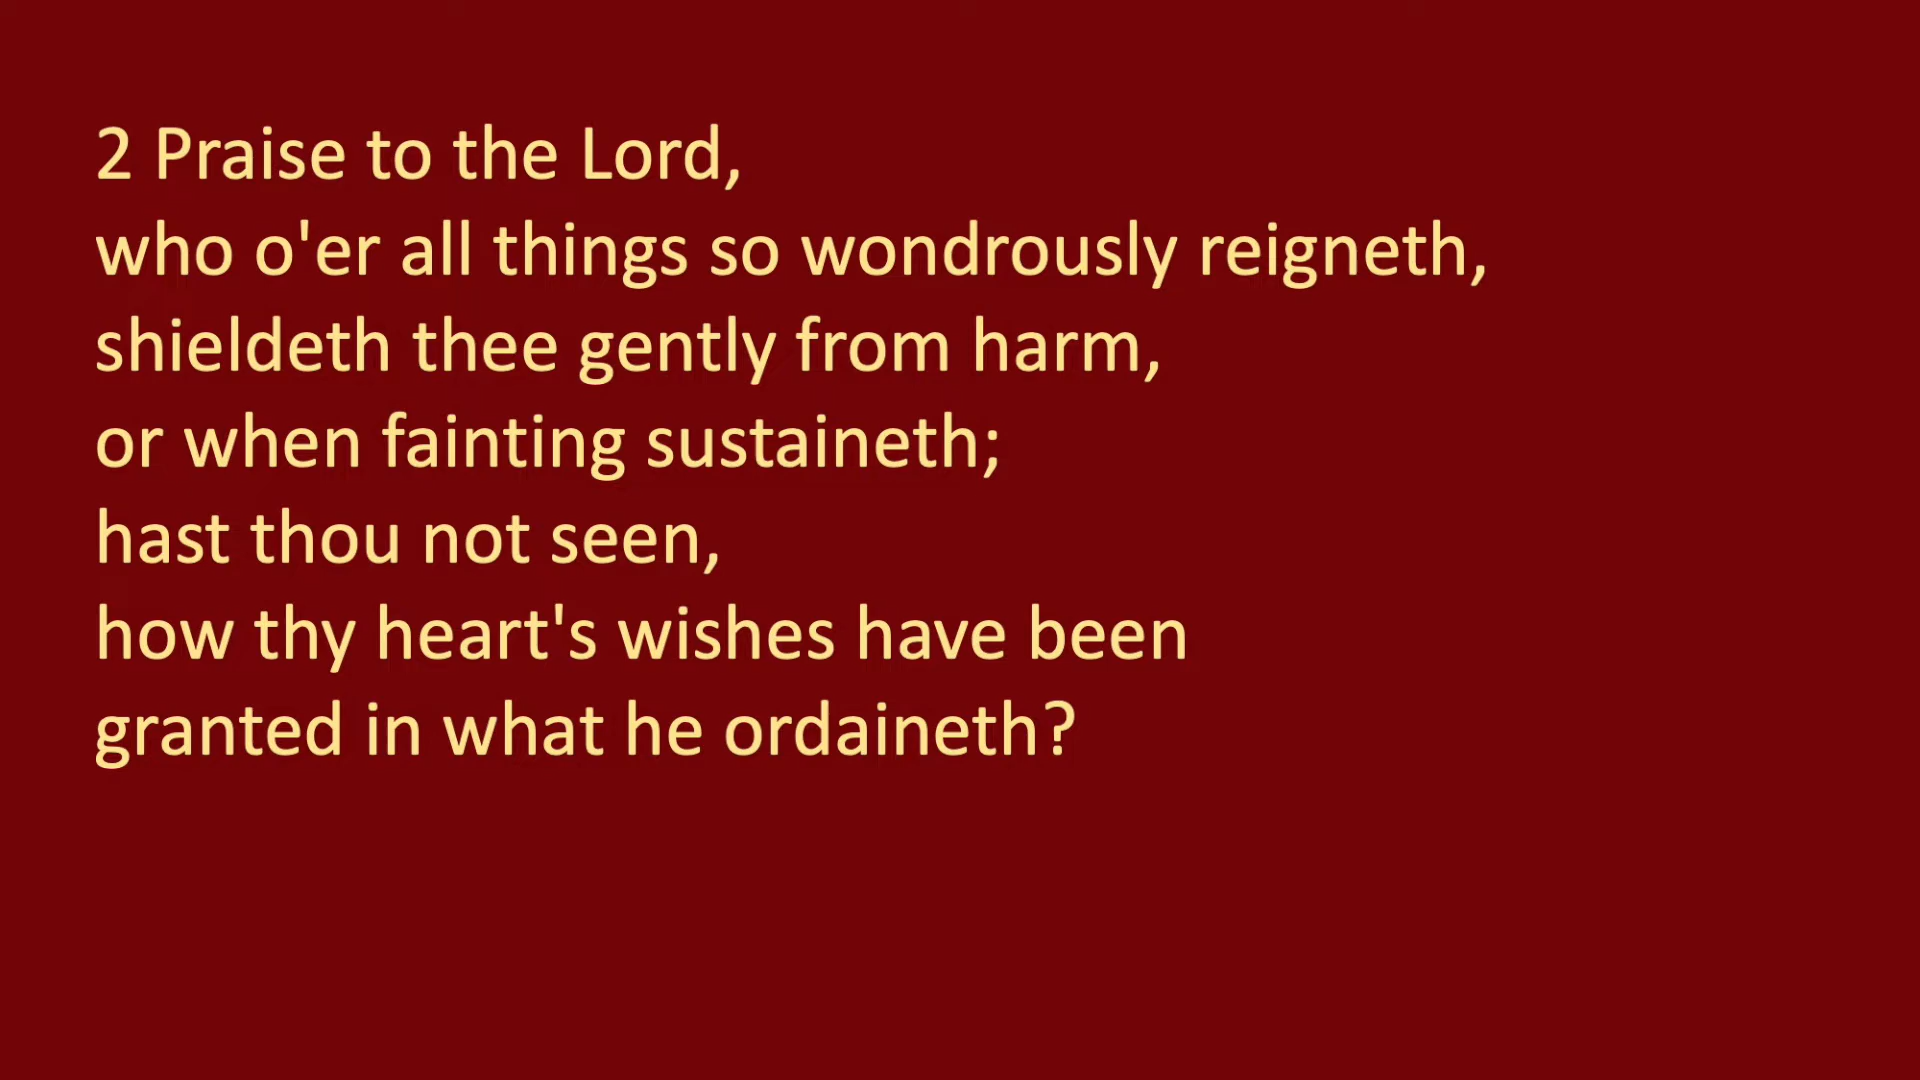 2 Praise to the Lord,
who o'er all things so wondrously reigneth,
shieldeth thee gently from harm,
or when fainting sustaineth;
hast thou not seen,
how thy heart's wishes have been
granted in what he ordaineth?